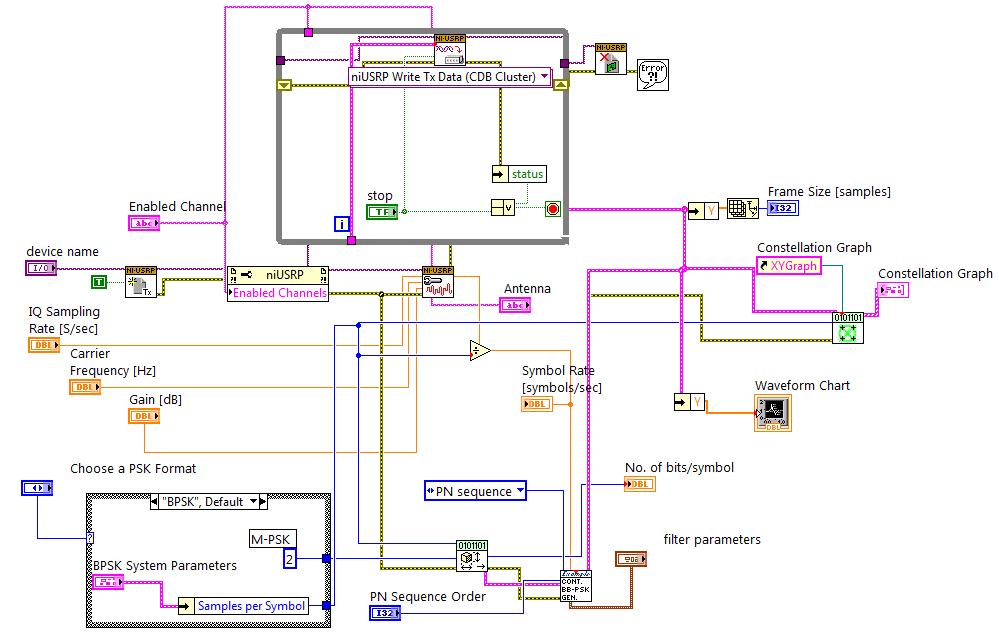 NI-USRP
niUSRP Write Tx Data (CDB Cluster)
NI-USRP
Error
?!
status
stop
TF
i
V
Enabled Channel
abc
device name
I/O
T
NI-USRP
Tx
niUSRP
Enabled Channels
NI-USRP
Antenna
abc
Y
Frame Size [samples]
I32
Constellation Graph
XYGraph
Constellation Graph
0101101
IQ Sampling
Rate [S/sec]
DBL
Carrier
Frequency [Hz]
DBL
Gain [dB]
DBL
Symbol Rate
[symbols/sec]
DBL
Y
Waveform Chart
DBL
Choose a PSK Format
"BPSK", Default
?
M-PSK
2
BPSK System Parameters
Samples per Symbol
PN sequence
No. of bits/symbol
DBL
0101101
filter parameters
Example
CONT.
BB-PSK
GEN.
PN Sequence Order
I32